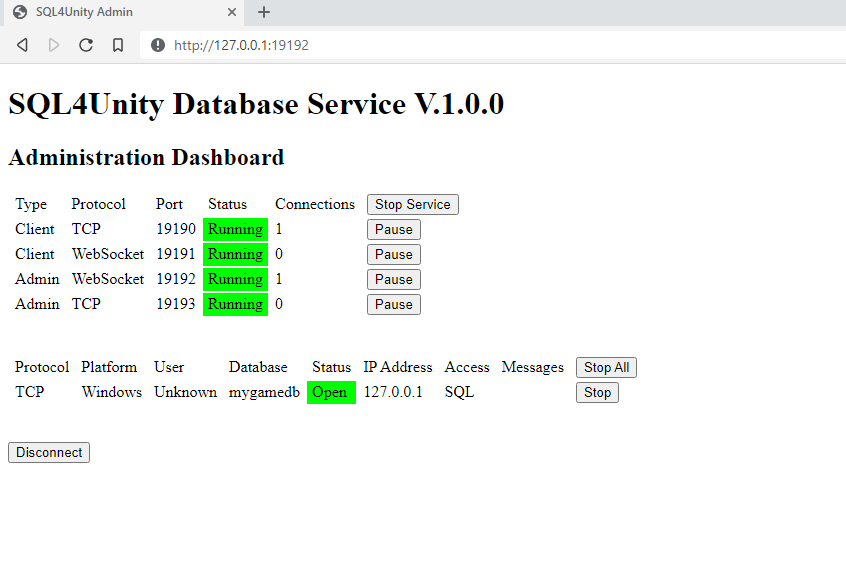 SQL4Unity Admin
http://127.0.0.1:19192
SQL4Unity Database Service V.1.0.0
Administration Dashboard
Type Protocol Port Status Connections Stop Service
Client TCP 19190 Running 1 Pause
Client WebSocket 19191 Running 0 Pause
Admin WebSocket 19192 Running 1 Pause
Admin TCP 19193 Running 0 Pause
Protocol Platform User Database Status IP Address Access Messages Stop All
TCP Windows Unknown mygamedb Open 127.0.0.1 SQL Stop
Disconnect